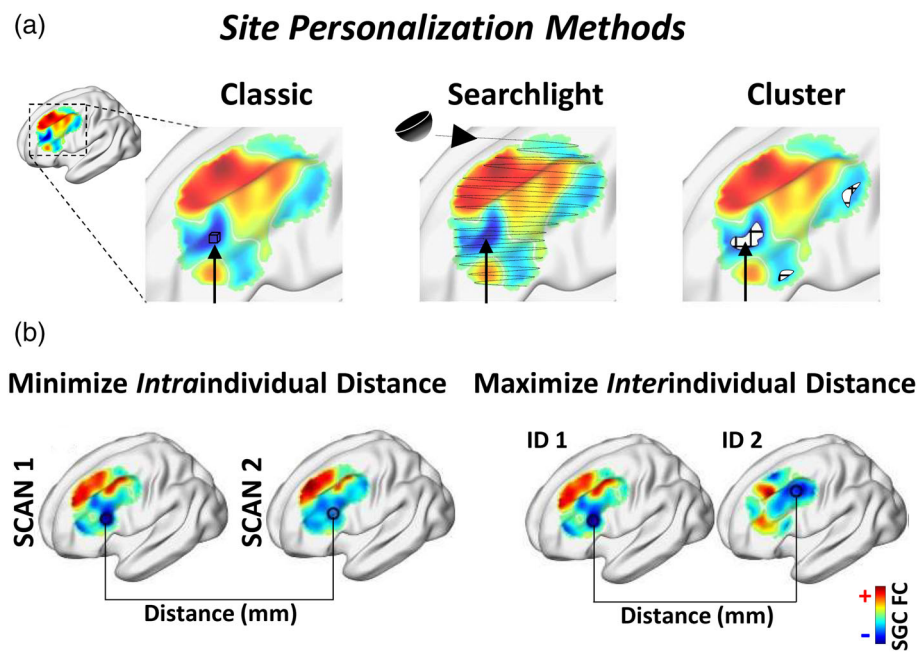 (a)
Site Personalization Methods
Classic
Searchlight
Cluster
(b)
Minimize Intraindividual Distance
Maximize Interindividual Distance
SCAN 1
SCAN 2
Distance (mm)
ID 1
ID 2
Distance (mm)
+
-
SGC FC